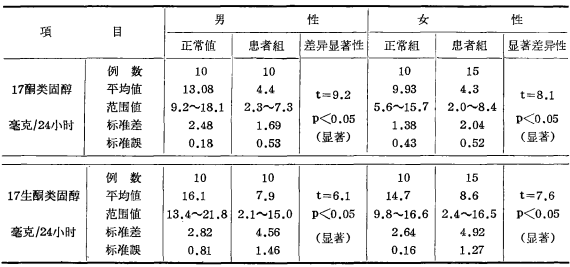 項 目 男 性 女 性
正常值 患者組 差异显著性 正常組 患者組 显著差异性
例 数 10 10 10 15
17酮类固醇 平均值 13.08 4.4 t=9.2 9.93 4.3 t=8.1
范围值 9.2~18.1 2.3~7.3 p<0.05 5.6~15.7 2.0~8.4 p<0.05
毫克/24小时 标准差 2.48 1.69 (显著) 1.38 2.04 (显著)
标准誤 0.18 0.53 0.43 0.52
例 数 10 10 10 15
17生酮类固醇 平均值 16.1 7.9 t=6.1 14.7 8.6 t=7.6
范围值 13.4~21.8 2.1~15.0 p<0.05 9.8~16.6 2.4~16.5 p<0.05
毫克/24小时 标准差 2.82 4.56 (显著) 2.64 4.92 (显著)
标准誤 0.81 1.46 0.16 1.27